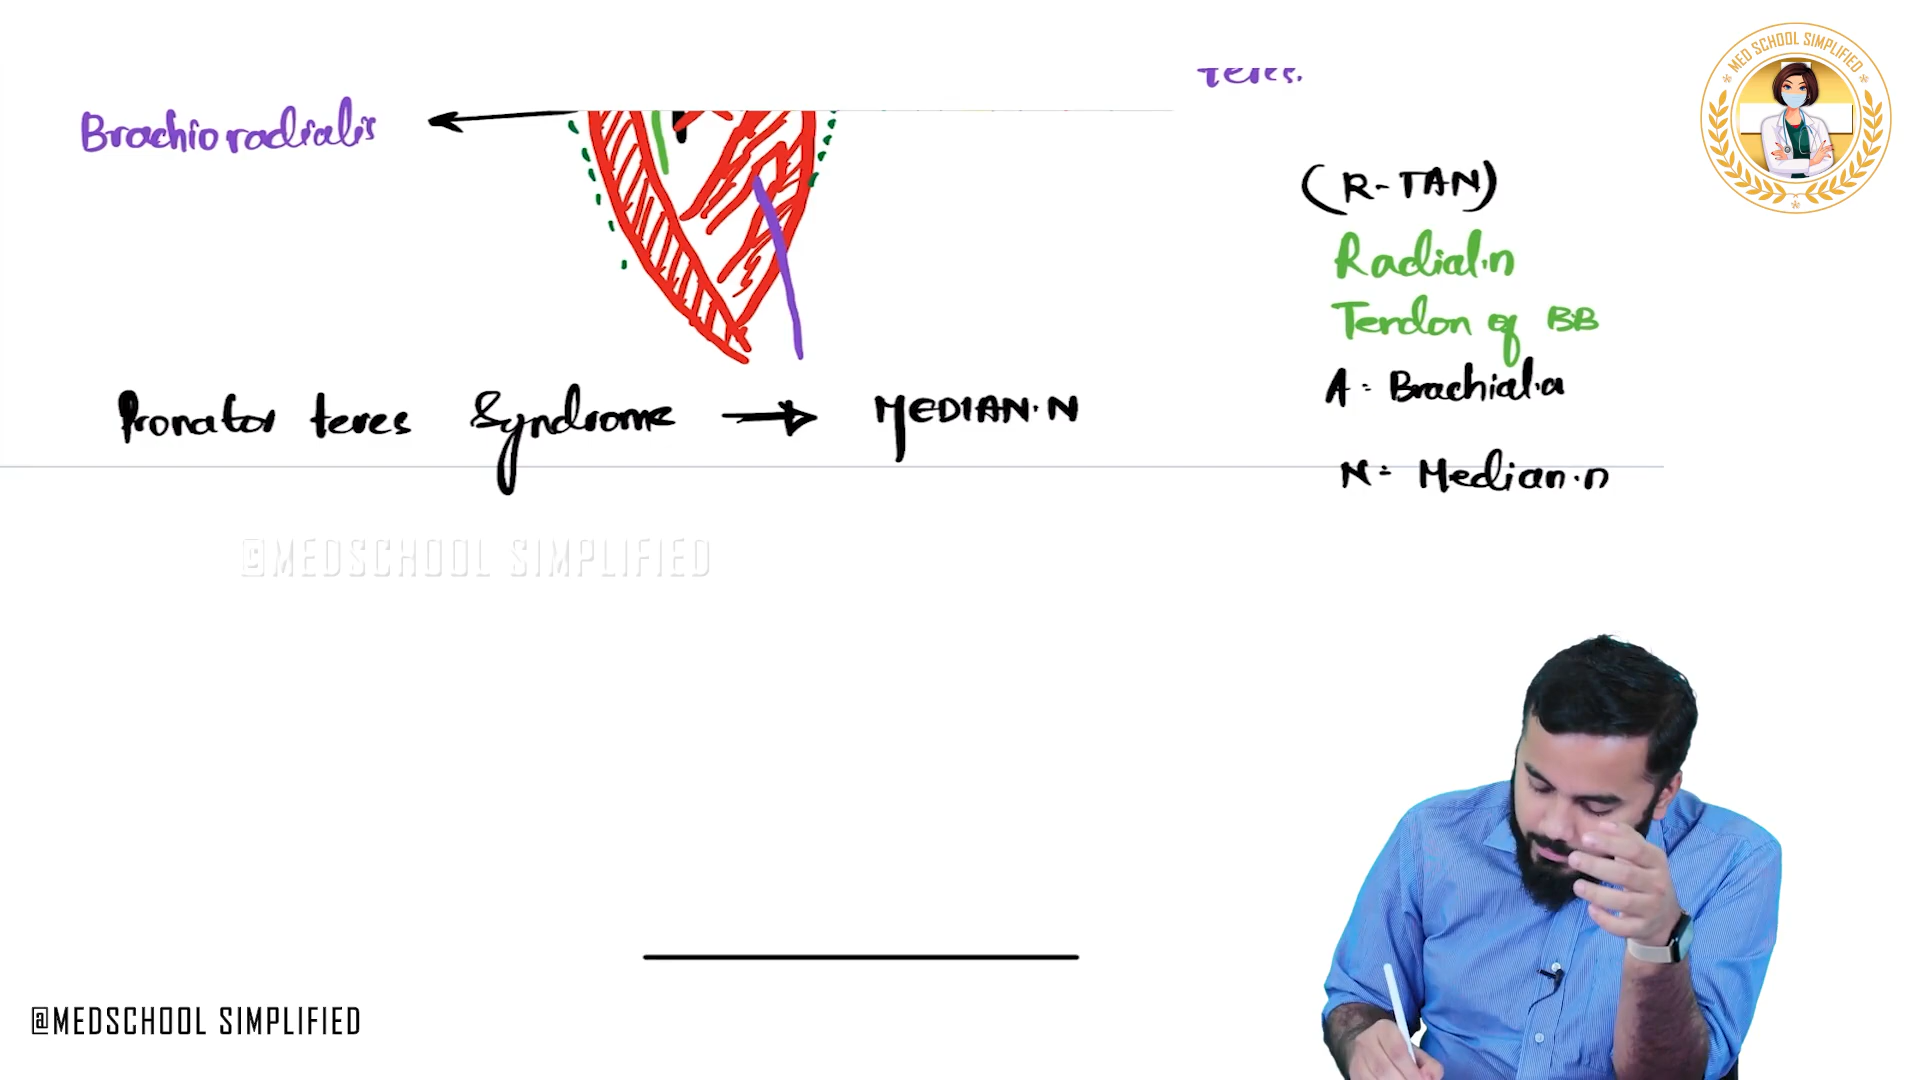 teres.
MED SCHOOL SIMPLIFIED
Brachioradialis
(R-TAN)
Radial.n
Tendon of BB
A = Brachial.a
Pronator teres Syndrome → MEDIAN.N
N = Median.n
@MEDSCHOOL SIMPLIFIED
@MEDSCHOOL SIMPLIFIED